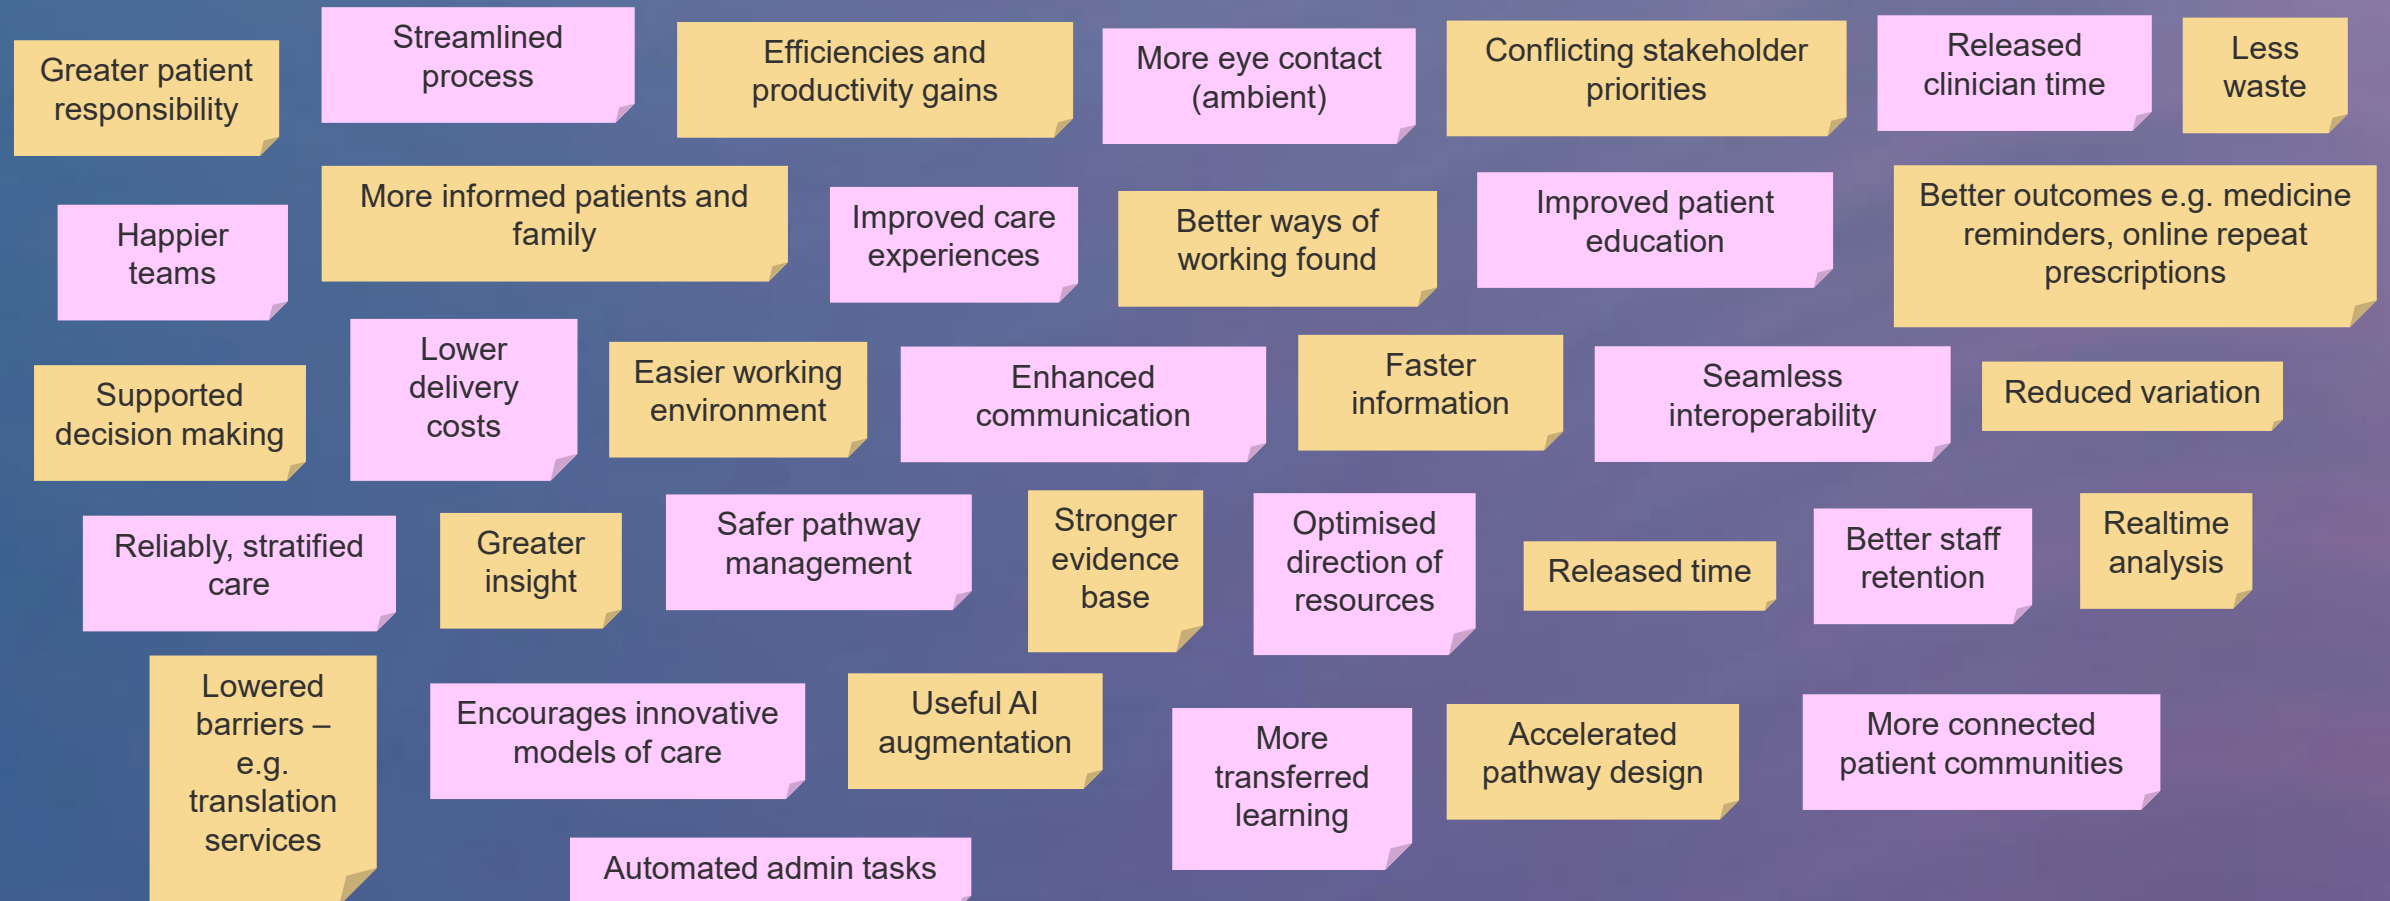 Greater patient
responsibility
Streamlined
process
Efficiencies and
productivity gains
More eye contact
(ambient)
Conflicting stakeholder
priorities
Released
clinician time
Less
waste
Happier
teams
More informed patients and
family
Improved care
experiences
Better ways of
working found
Improved patient
education
Better outcomes e.g. medicine
reminders, online repeat
prescriptions
Supported
decision making
Lower
delivery
costs
Easier working
environment
Enhanced
communication
Faster
information
Seamless
interoperability
Reduced variation
Reliably, stratified
care
Greater
insight
Safer pathway
management
Stronger
evidence
base
Optimised
direction of
resources
Released time
Better staff
retention
Realtime
analysis
Lowered
barriers –
e.g.
translation
services
Encourages innovative
models of care
Useful AI
augmentation
More
transferred
learning
Accelerated
pathway design
More connected
patient communities
Automated admin tasks